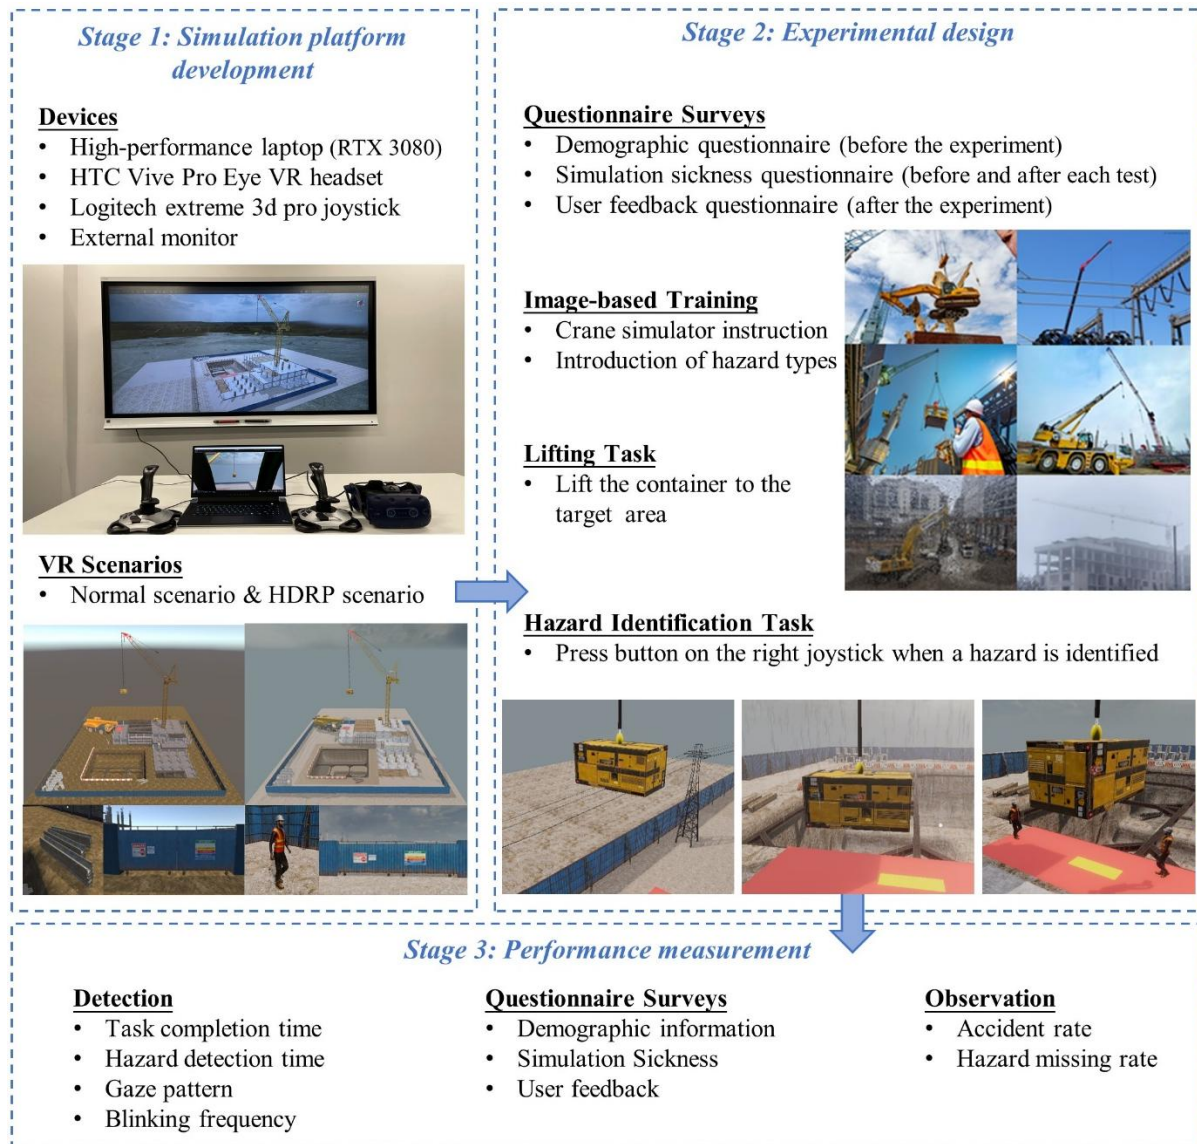 Stage 1: Simulation platform
development
Devices
• High-performance laptop (RTX 3080)
• HTC Vive Pro Eye VR headset
• Logitech extreme 3d pro joystick
• External monitor
VR Scenarios
• Normal scenario & HDRP scenario
Stage 2: Experimental design
Questionnaire Surveys
• Demographic questionnaire (before the experiment)
• Simulation sickness questionnaire (before and after each test)
• User feedback questionnaire (after the experiment)
Image-based Training
• Crane simulator instruction
• Introduction of hazard types
Lifting Task
• Lift the container to the
target area
Hazard Identification Task
• Press button on the right joystick when a hazard is identified
Stage 3: Performance measurement
Detection
• Task completion time
• Hazard detection time
• Gaze pattern
• Blinking frequency
Questionnaire Surveys
• Demographic information
• Simulation Sickness
• User feedback
Observation
• Accident rate
• Hazard missing rate